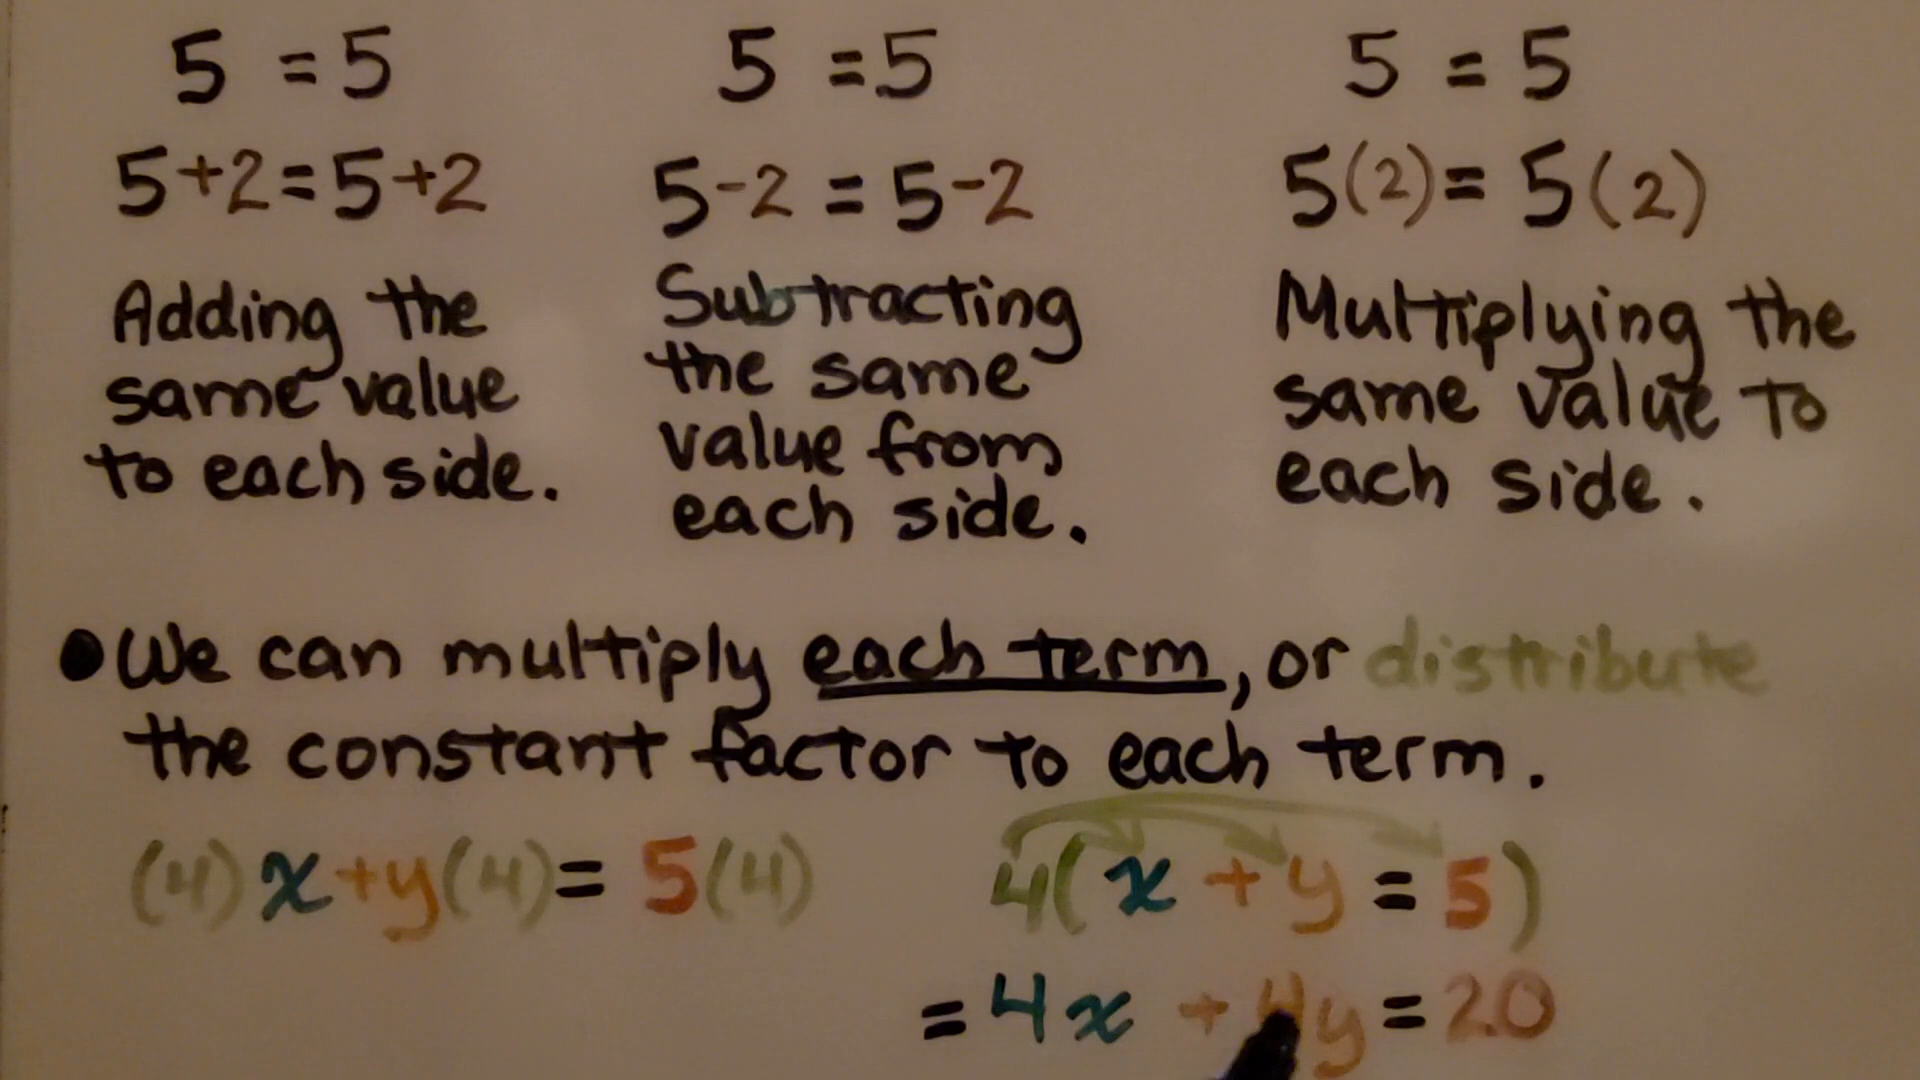 5 = 5
5+2=5+2
Adding the
same value
to each side.
5 = 5
5-2 = 5-2
Subtracting
the same
value from
each side.
5 = 5
5(2)= 5(2)
Multiplying the
same value to
each side.
• We can multiply each term, or distribute
the constant factor to each term.
(4)x+y(4)= 5(4)
4(x + y = 5)
= 4x + 4y = 20